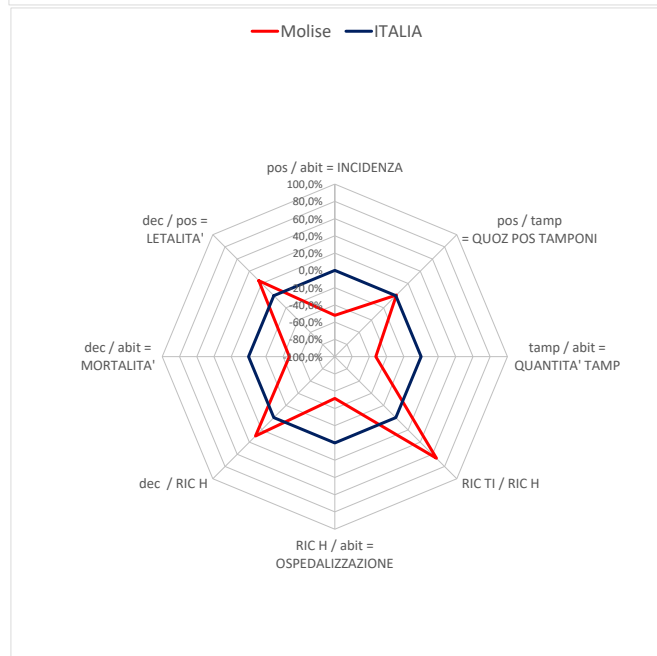 Molise ITALIA
pos / abit = INCIDENZA
100,0%
80,0%
60,0%
40,0%
20,0%
0,0%
-20,0%
-40,0%
-60,0%
-80,0%
-100,0%
pos / tamp
= QUOZ POS TAMPONI
tamp / abit =
QUANTITA' TAMP
RIC TI / RIC H
RIC H / abit =
OSPEDALIZZAZIONE
dec / RIC H
dec / abit =
MORTALITA'
dec / pos =
LETALITA'